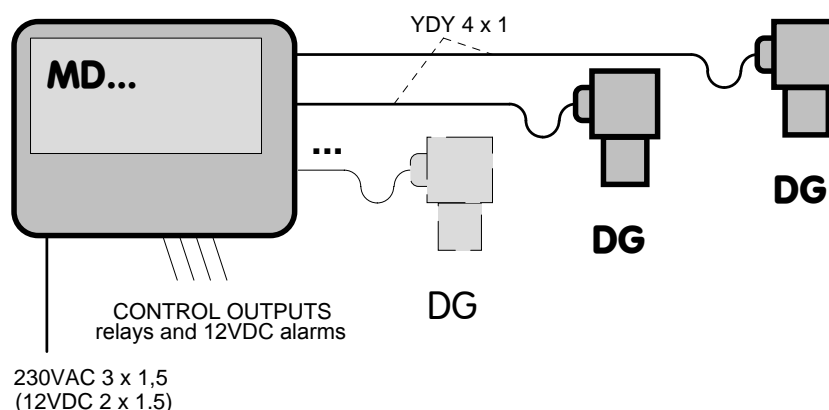 YDY 4 x 1
MD...
...
DG
DG
DG
CONTROL OUTPUTS
relays and 12VDC alarms
230VAC 3 x 1,5
(12VDC 2 x 1.5)